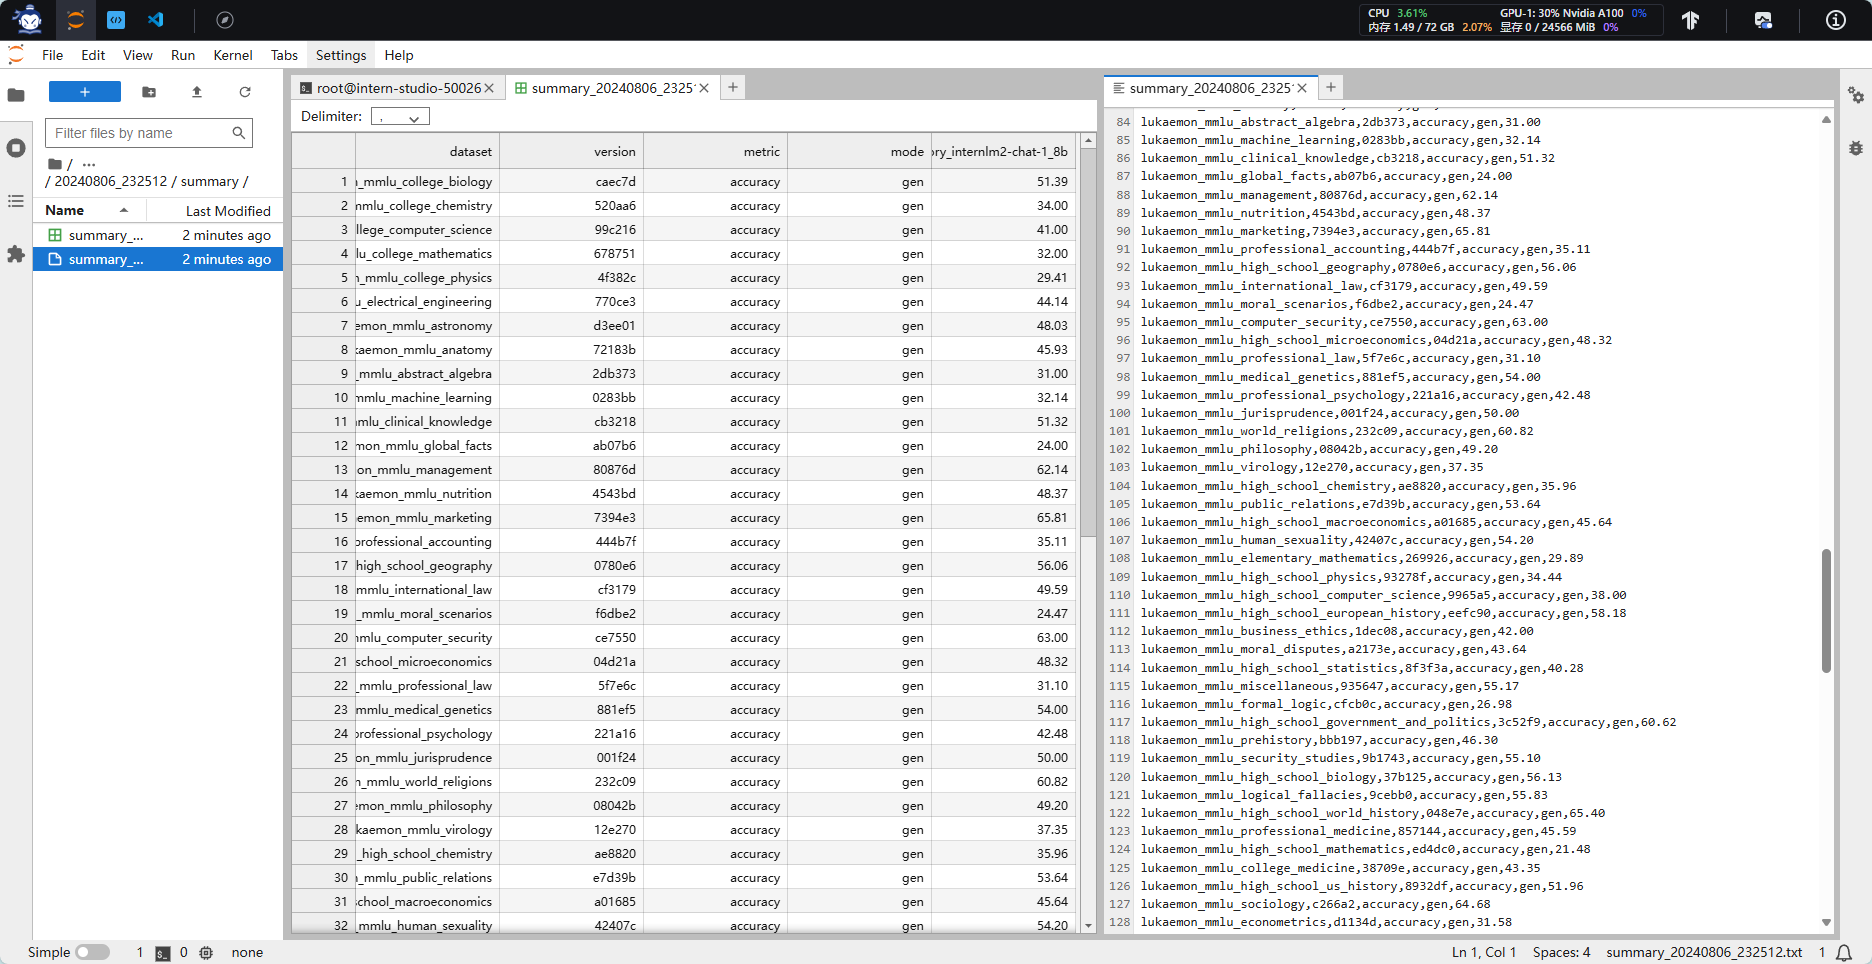 CPU 3.61% GPU-1: 30% Nvidia A100 0%
内存 1.49 / 72 GB 2.07% 显存 0 / 24566 MiB 0%
File Edit View Run Kernel Tabs Settings Help
root@intern-studio-50026
summary_20240806_2325
summary_20240806_2325
Filter files by name
/ ...
/ 20240806_232512 / summary /
Name Last Modified
summary_... 2 minutes ago
summary_... 2 minutes ago
Delimiter: ,
dataset version metric mode ory_internlm2-chat-1_8b
1 _mmlu_college_biology caec7d accuracy gen 51.39
2 mmlu_college_chemistry 520aa6 accuracy gen 34.00
3 llege_computer_science 99c216 accuracy gen 41.00
4 lu_college_mathematics 678751 accuracy gen 32.00
5 _mmlu_college_physics 4f382c accuracy gen 29.41
6 u_electrical_engineering 770ce3 accuracy gen 44.14
7 emon_mmlu_astronomy d3ee01 accuracy gen 48.03
8 kaemon_mmlu_anatomy 72183b accuracy gen 45.93
9 _mmlu_abstract_algebra 2db373 accuracy gen 31.00
10 mmlu_machine_learning 0283bb accuracy gen 32.14
11 mlu_clinical_knowledge cb3218 accuracy gen 51.32
12 mon_mmlu_global_facts ab07b6 accuracy gen 24.00
13 on_mmlu_management 80876d accuracy gen 62.14
14 kaemon_mmlu_nutrition 4543bd accuracy gen 48.37
15 emon_mmlu_marketing 7394e3 accuracy gen 65.81
16 professional_accounting 444b7f accuracy gen 35.11
17 high_school_geography 0780e6 accuracy gen 56.06
18 mmlu_international_law cf3179 accuracy gen 49.59
19 _mmlu_moral_scenarios f6dbe2 accuracy gen 24.47
20 mlu_computer_security ce7550 accuracy gen 63.00
21 school_microeconomics 04d21a accuracy gen 48.32
22 _mmlu_professional_law 5f7e6c accuracy gen 31.10
23 mmlu_medical_genetics 881ef5 accuracy gen 54.00
24 professional_psychology 221a16 accuracy gen 42.48
25 on_mmlu_jurisprudence 001f24 accuracy gen 50.00
26 _mmlu_world_religions 232c09 accuracy gen 60.82
27 emon_mmlu_philosophy 08042b accuracy gen 49.20
28 kaemon_mmlu_virology 12e270 accuracy gen 37.35
29 _high_school_chemistry ae8820 accuracy gen 35.96
30 _mmlu_public_relations e7d39b accuracy gen 53.64
31 school_macroeconomics a01685 accuracy gen 45.64
32 _mmlu_human_sexuality 42407c accuracy gen 54.20
84 lukaemon_mmlu_abstract_algebra,2db373,accuracy,gen,31.00
85 lukaemon_mmlu_machine_learning,0283bb,accuracy,gen,32.14
86 lukaemon_mmlu_clinical_knowledge,cb3218,accuracy,gen,51.32
87 lukaemon_mmlu_global_facts,ab07b6,accuracy,gen,24.00
88 lukaemon_mmlu_management,80876d,accuracy,gen,62.14
89 lukaemon_mmlu_nutrition,4543bd,accuracy,gen,48.37
90 lukaemon_mmlu_marketing,7394e3,accuracy,gen,65.81
91 lukaemon_mmlu_professional_accounting,444b7f,accuracy,gen,35.11
92 lukaemon_mmlu_high_school_geography,0780e6,accuracy,gen,56.06
93 lukaemon_mmlu_international_law,cf3179,accuracy,gen,49.59
94 lukaemon_mmlu_moral_scenarios,f6dbe2,accuracy,gen,24.47
95 lukaemon_mmlu_computer_security,ce7550,accuracy,gen,63.00
96 lukaemon_mmlu_high_school_microeconomics,04d21a,accuracy,gen,48.32
97 lukaemon_mmlu_professional_law,5f7e6c,accuracy,gen,31.10
98 lukaemon_mmlu_medical_genetics,881ef5,accuracy,gen,54.00
99 lukaemon_mmlu_professional_psychology,221a16,accuracy,gen,42.48
100 lukaemon_mmlu_jurisprudence,001f24,accuracy,gen,50.00
101 lukaemon_mmlu_world_religions,232c09,accuracy,gen,60.82
102 lukaemon_mmlu_philosophy,08042b,accuracy,gen,49.20
103 lukaemon_mmlu_virology,12e270,accuracy,gen,37.35
104 lukaemon_mmlu_high_school_chemistry,ae8820,accuracy,gen,35.96
105 lukaemon_mmlu_public_relations,e7d39b,accuracy,gen,53.64
106 lukaemon_mmlu_high_school_macroeconomics,a01685,accuracy,gen,45.64
107 lukaemon_mmlu_human_sexuality,42407c,accuracy,gen,54.20
108 lukaemon_mmlu_elementary_mathematics,269926,accuracy,gen,29.89
109 lukaemon_mmlu_high_school_physics,93278f,accuracy,gen,34.44
110 lukaemon_mmlu_high_school_computer_science,9965a5,accuracy,gen,38.00
111 lukaemon_mmlu_high_school_european_history,eefc90,accuracy,gen,58.18
112 lukaemon_mmlu_business_ethics,1dec08,accuracy,gen,42.00
113 lukaemon_mmlu_moral_disputes,a2173e,accuracy,gen,43.64
114 lukaemon_mmlu_high_school_statistics,8f3f3a,accuracy,gen,40.28
115 lukaemon_mmlu_miscellaneous,935647,accuracy,gen,55.17
116 lukaemon_mmlu_formal_logic,cfcb0c,accuracy,gen,26.98
117 lukaemon_mmlu_high_school_government_and_politics,3c52f9,accuracy,gen,60.62
118 lukaemon_mmlu_prehistory,bbb197,accuracy,gen,46.30
119 lukaemon_mmlu_security_studies,9b1743,accuracy,gen,55.10
120 lukaemon_mmlu_high_school_biology,37b125,accuracy,gen,56.13
121 lukaemon_mmlu_logical_fallacies,9cebb0,accuracy,gen,55.83
122 lukaemon_mmlu_high_school_world_history,048e7e,accuracy,gen,65.40
123 lukaemon_mmlu_professional_medicine,857144,accuracy,gen,45.59
124 lukaemon_mmlu_high_school_mathematics,ed4dc0,accuracy,gen,21.48
125 lukaemon_mmlu_college_medicine,38709e,accuracy,gen,43.35
126 lukaemon_mmlu_high_school_us_history,8932df,accuracy,gen,51.96
127 lukaemon_mmlu_sociology,c266a2,accuracy,gen,64.68
128 lukaemon_mmlu_econometrics,d1134d,accuracy,gen,31.58
Simple 1 0 none Ln 1, Col 1 Spaces: 4 summary_20240806_232512.txt 1